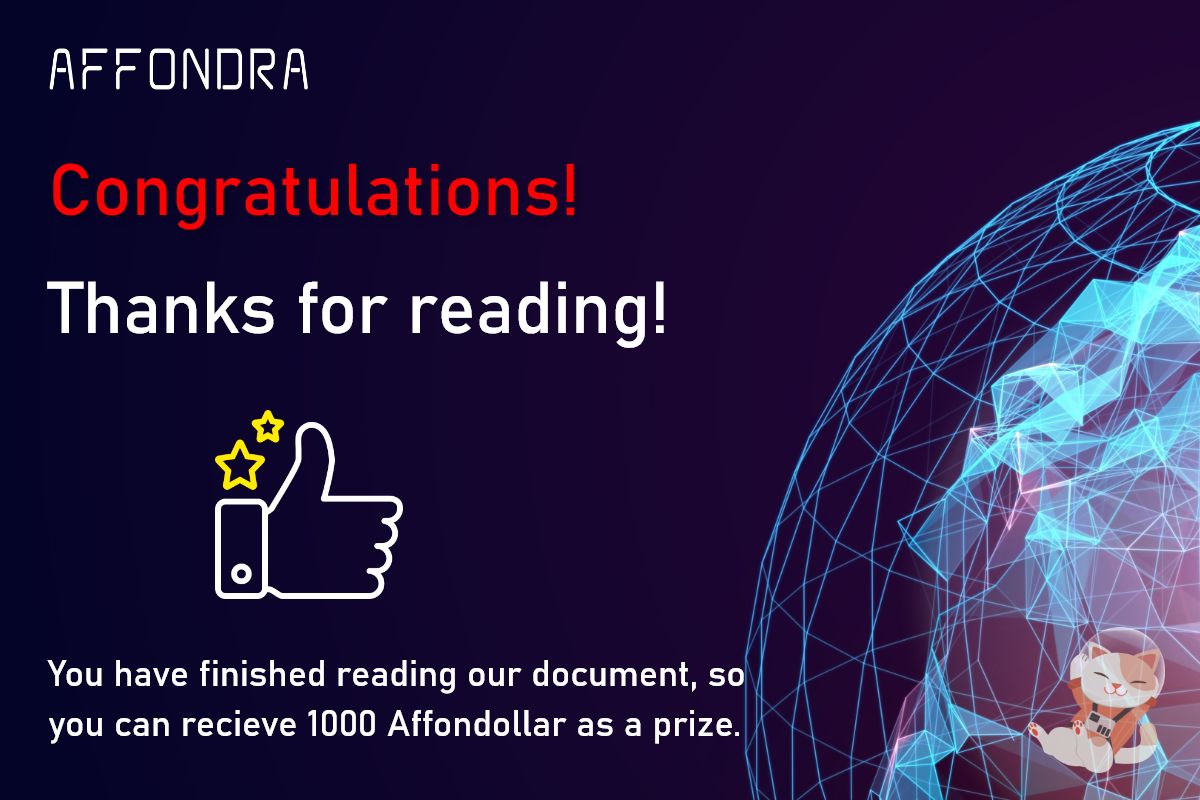 AFFONDRA
Congratulations!
Thanks for reading!
You have finished reading our document, so
you can recieve 1000 Affondollar as a prize.